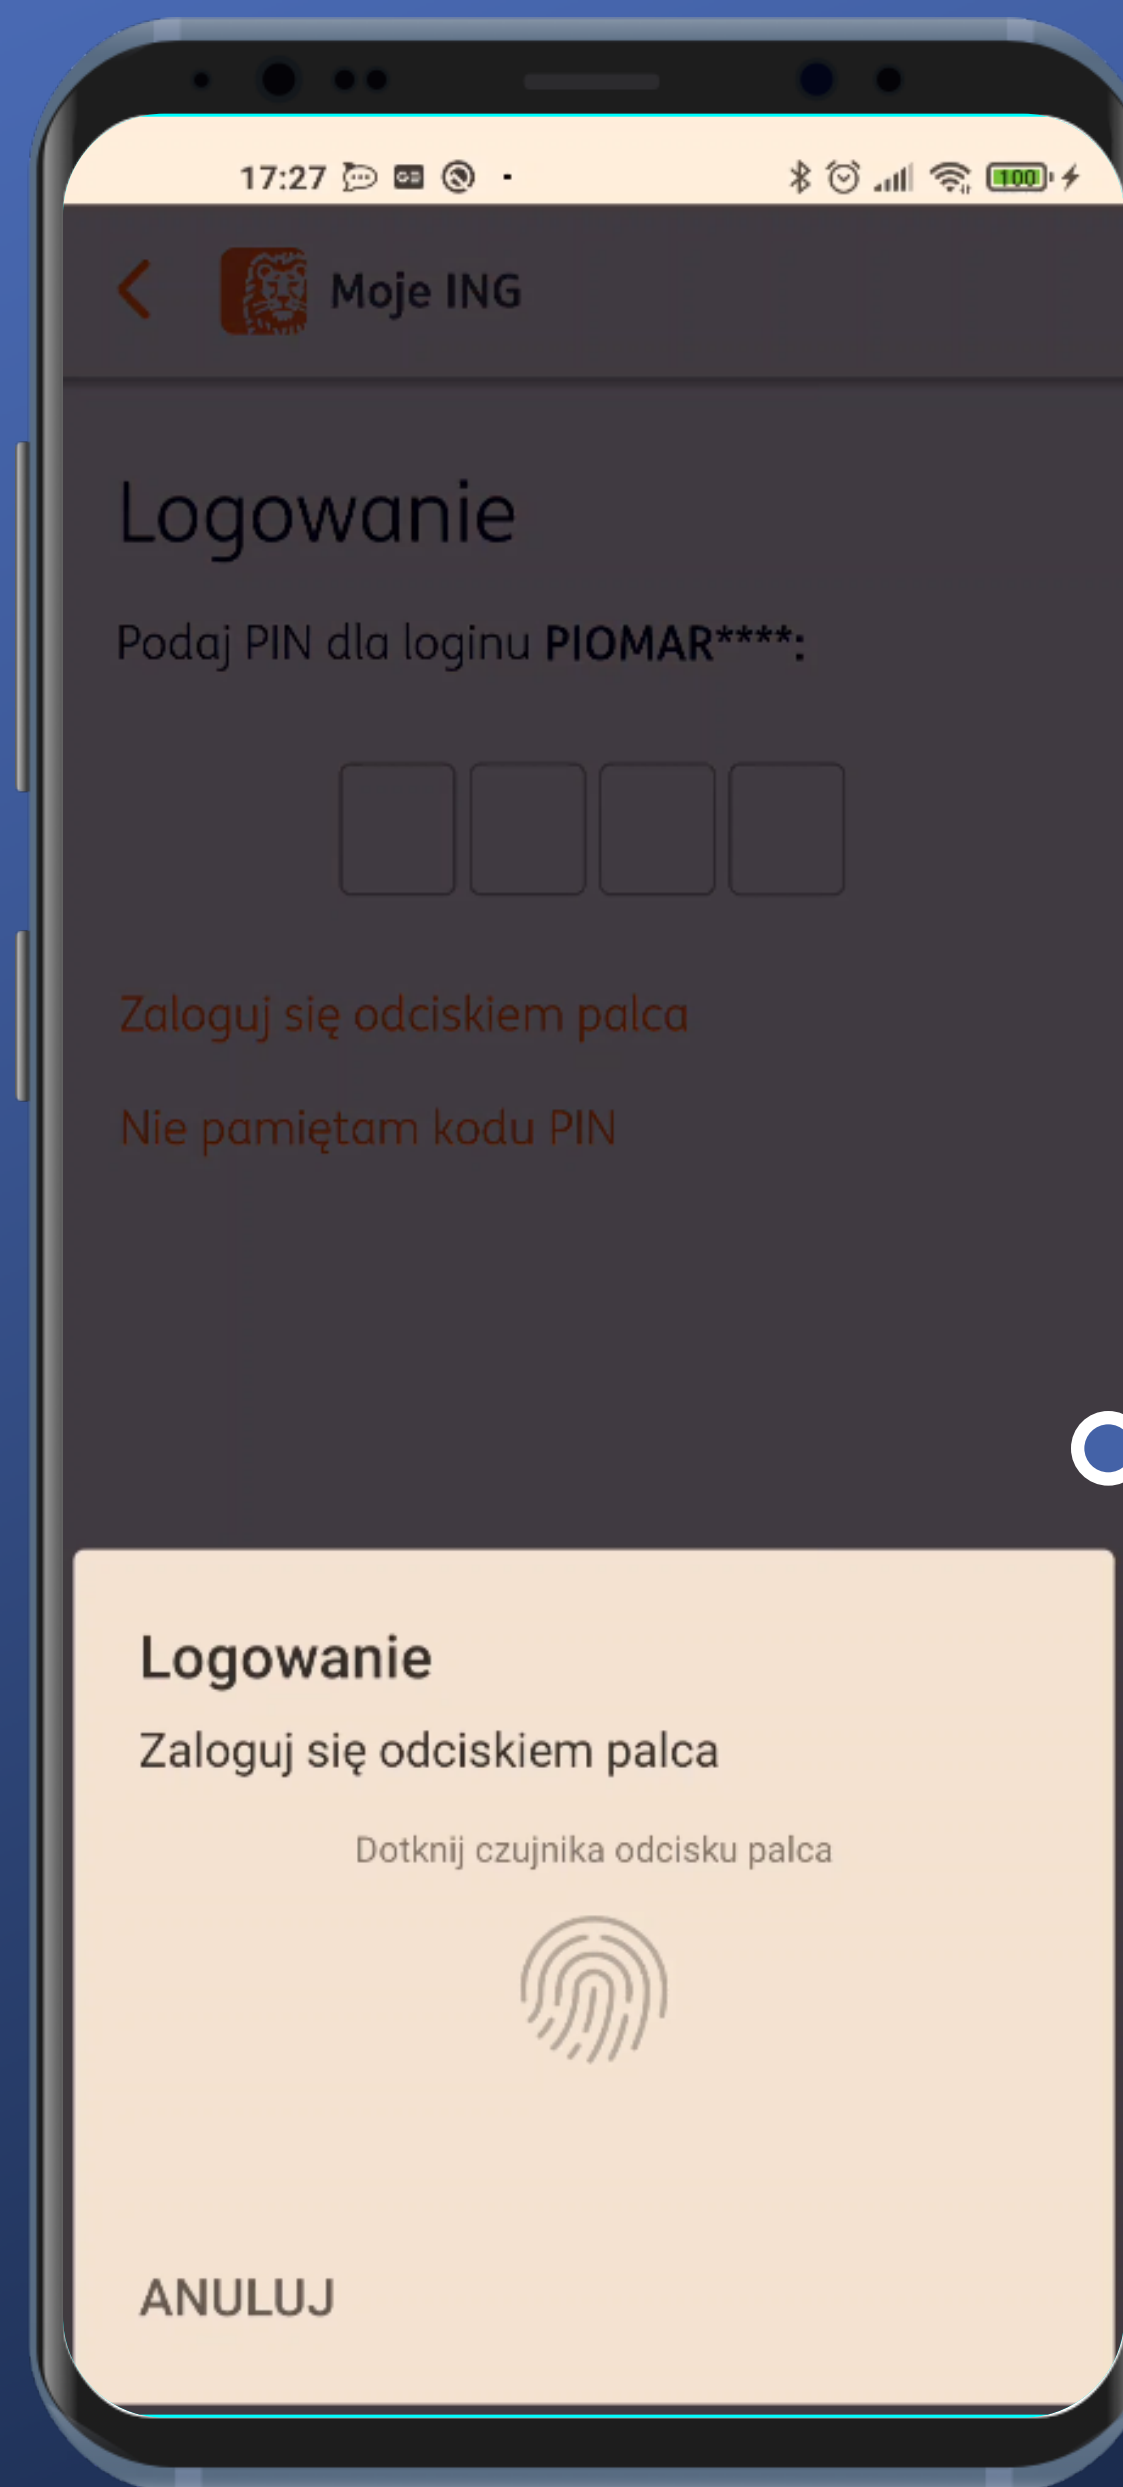 17:27
100
Moje ING
Logowanie
Podaj PIN dla loginu PIOMAR****:
Zaloguj się odciskiem palca
Nie pamiętam kodu PIN
Logowanie
Zaloguj się odciskiem palca
Dotknij czujnika odcisku palca
ANULUJ